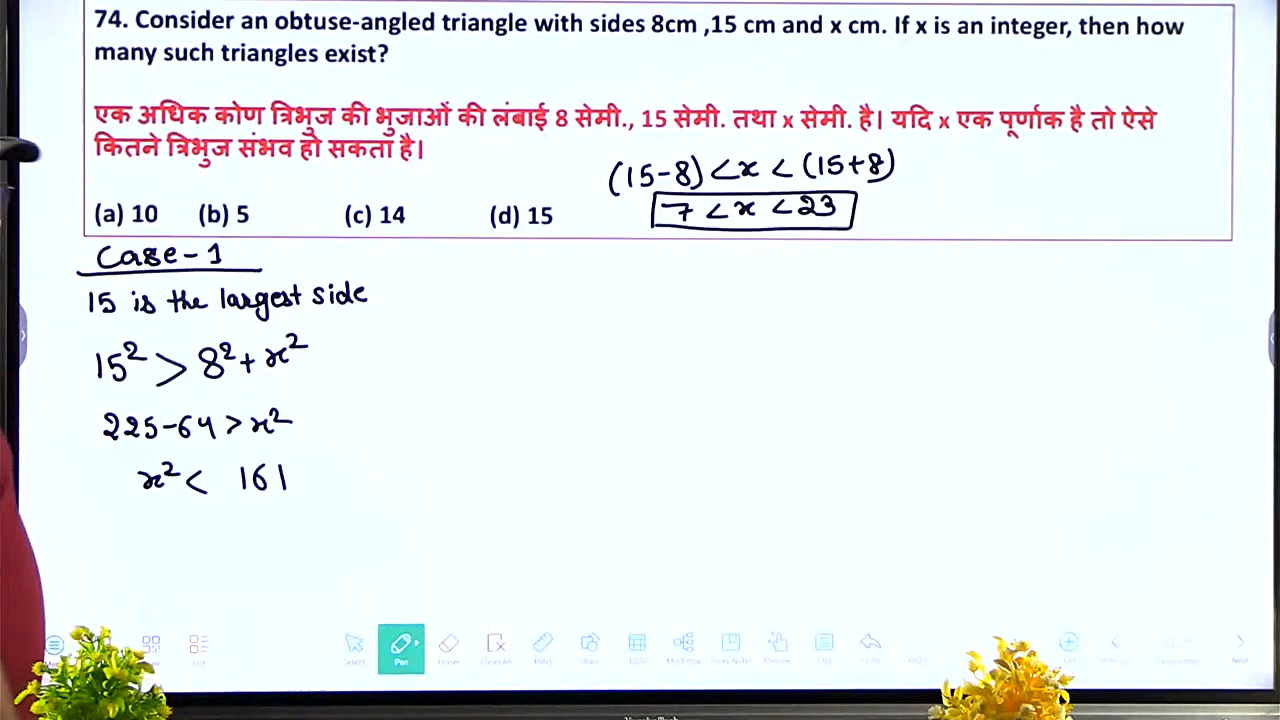 74. Consider an obtuse-angled triangle with sides 8cm ,15 cm and x cm. If x is an integer, then how
many such triangles exist?
एक अधिक कोण त्रिभुज की भुजाओं की लंबाई 8 सेमी., 15 सेमी. तथा x सेमी. है। यदि x एक पूर्णाक है तो ऐसे
कितने त्रिभुज संभव हो सकता है।
(15-8) < x < (15+8)
7 < x < 23
(a) 10 (b) 5 (c) 14 (d) 15
Case - 1
15 is the largest side
15² > 8² + x²
225-64 > x²
x² < 161
Select Pen